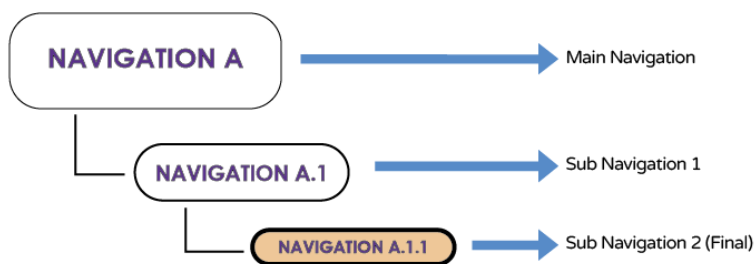 NAVIGATION A
Main Navigation
NAVIGATION A.1
Sub Navigation 1
NAVIGATION A.1.1
Sub Navigation 2 (Final)